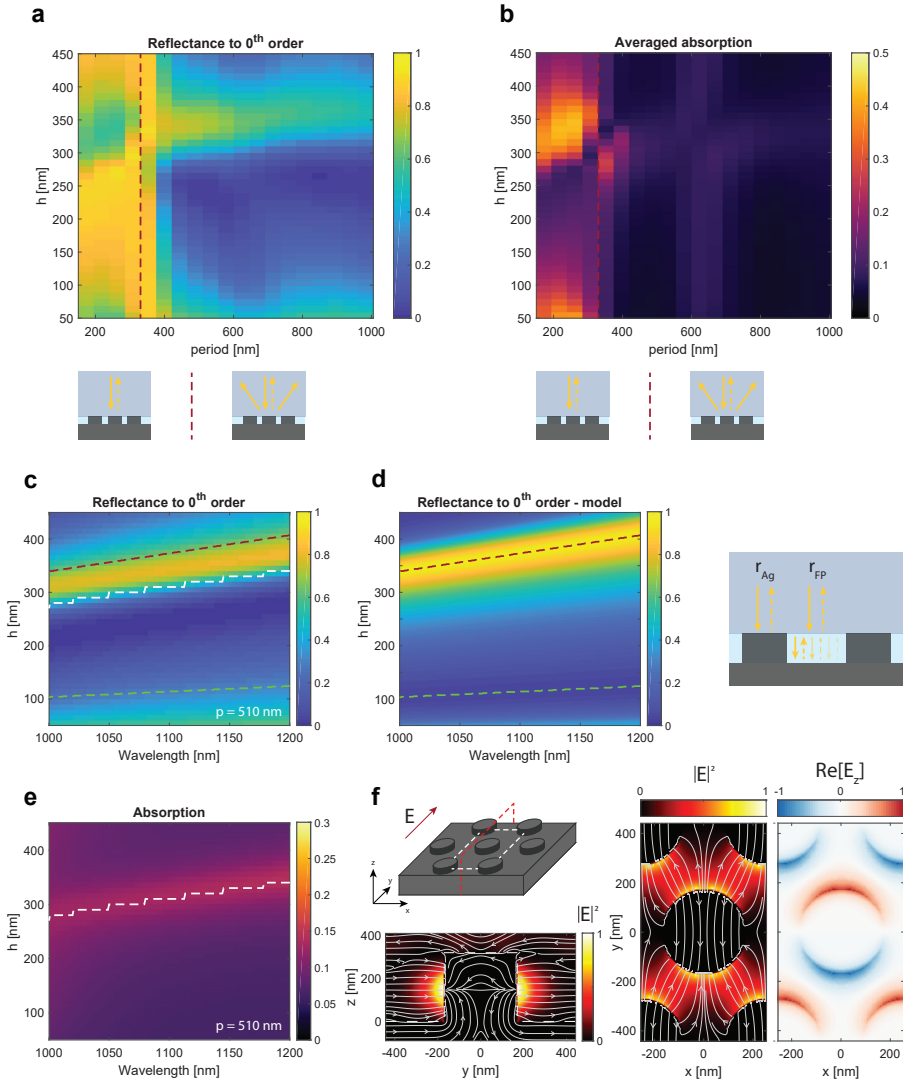 a
Reflectance to 0th order
450
400
350
300
250
200
150
100
50
h [nm]
200 400 600 800 1000
period [nm]
1
0.8
0.6
0.4
0.2
0
b
Averaged absorption
450
400
350
300
250
200
150
100
50
h [nm]
200 400 600 800 1000
period [nm]
0.5
0.4
0.3
0.2
0.1
0
c
Reflectance to 0th order
400
300
200
100
h [nm]
p = 510 nm
1000 1050 1100 1150 1200
Wavelength [nm]
1
0.8
0.6
0.4
0.2
0
d
Reflectance to 0th order - model
400
300
200
100
h [nm]
1000 1050 1100 1150 1200
Wavelength [nm]
1
0.8
0.6
0.4
0.2
0
rAg rFP
e
Absorption
400
300
200
100
h [nm]
p = 510 nm
1000 1050 1100 1150 1200
Wavelength [nm]
0.3
0.25
0.2
0.15
0.1
0.05
0
f
E
z
y
x
|E|²
1
0
400
200
0
z [nm]
-400 -200 0 200 400
y [nm]
|E|²
0 1
400
200
0
-200
-400
y [nm]
-200 0 200
x [nm]
Re[Ez]
-1 0 1
-200 0 200
x [nm]